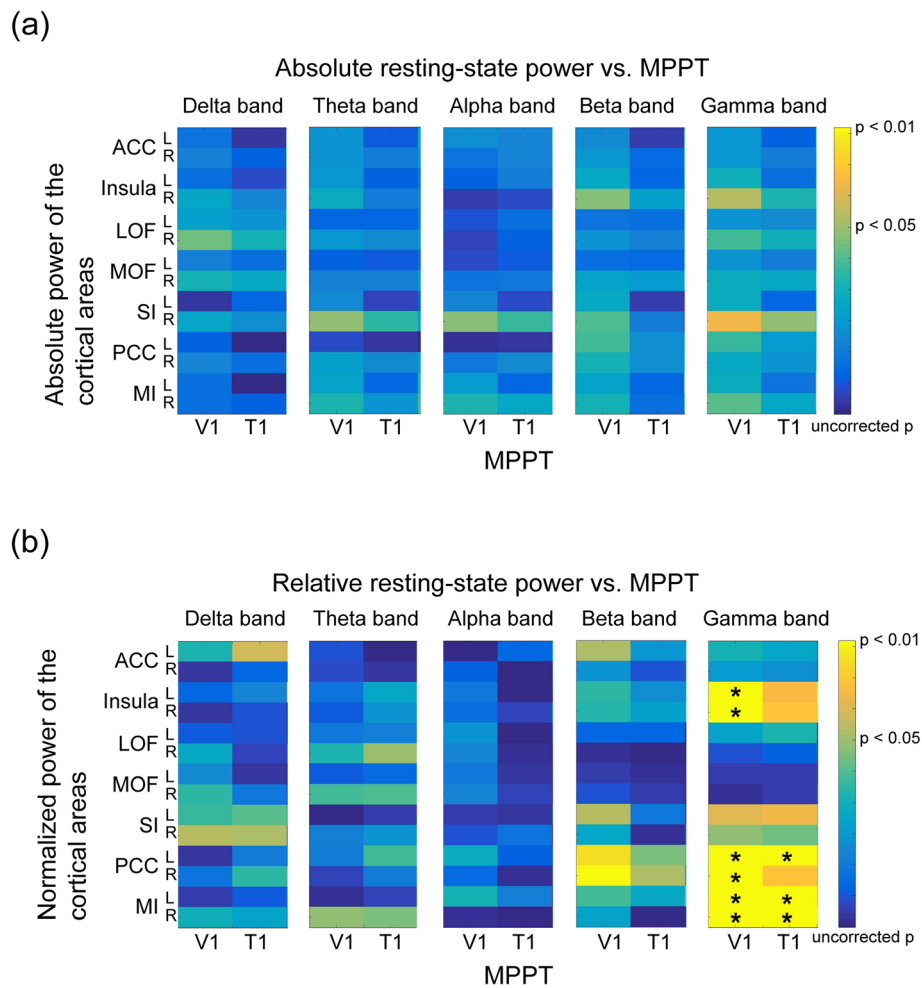 (a)
Absolute resting-state power vs. MPPT
Delta band Theta band Alpha band Beta band Gamma band
Absolute power of the
cortical areas
ACC L
R
Insula L
R
LOF L
R
MOF L
R
SI L
R
PCC L
R
MI L
R
p < 0.01
p < 0.05
uncorrected p
V1 T1 V1 T1 V1 T1 V1 T1 V1 T1
MPPT
(b)
Relative resting-state power vs. MPPT
Delta band Theta band Alpha band Beta band Gamma band
Normalized power of the
cortical areas
ACC L
R
Insula L *
R *
LOF L
R
MOF L
R
SI L
R
PCC L * *
R *
MI L * *
R * *
p < 0.01
p < 0.05
uncorrected p
V1 T1 V1 T1 V1 T1 V1 T1 V1 T1
MPPT